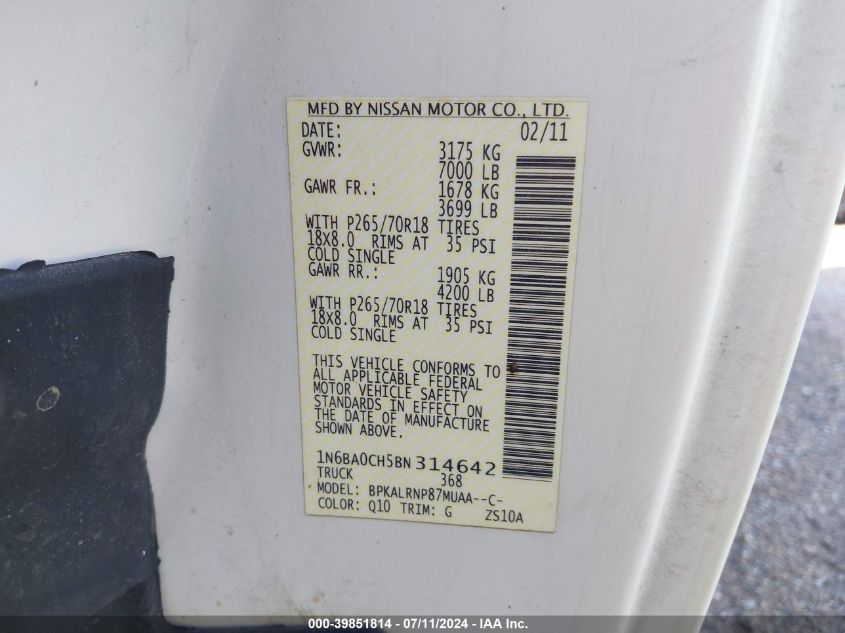 MFD BY NISSAN MOTOR CO., LTD.
DATE: 02/11
GVWR: 3175 KG
7000 LB
GAWR FR.: 1678 KG
3699 LB
WITH P265/70R18 TIRES
18X8.0 RIMS AT 35 PSI
COLD SINGLE
GAWR RR.: 1905 KG
4200 LB
WITH P265/70R18 TIRES
18X8.0 RIMS AT 35 PSI
COLD SINGLE
THIS VEHICLE CONFORMS TO
ALL APPLICABLE FEDERAL
MOTOR VEHICLE SAFETY
STANDARDS IN EFFECT ON
THE DATE OF MANUFACTURE
SHOWN ABOVE.
1N6BA0CH5BN 314642
TRUCK 368
MODEL: BPKALRNP87MUAA--C-
COLOR: Q10 TRIM: G ZS10A
000-39851814 - 07/11/2024 - IAA Inc.